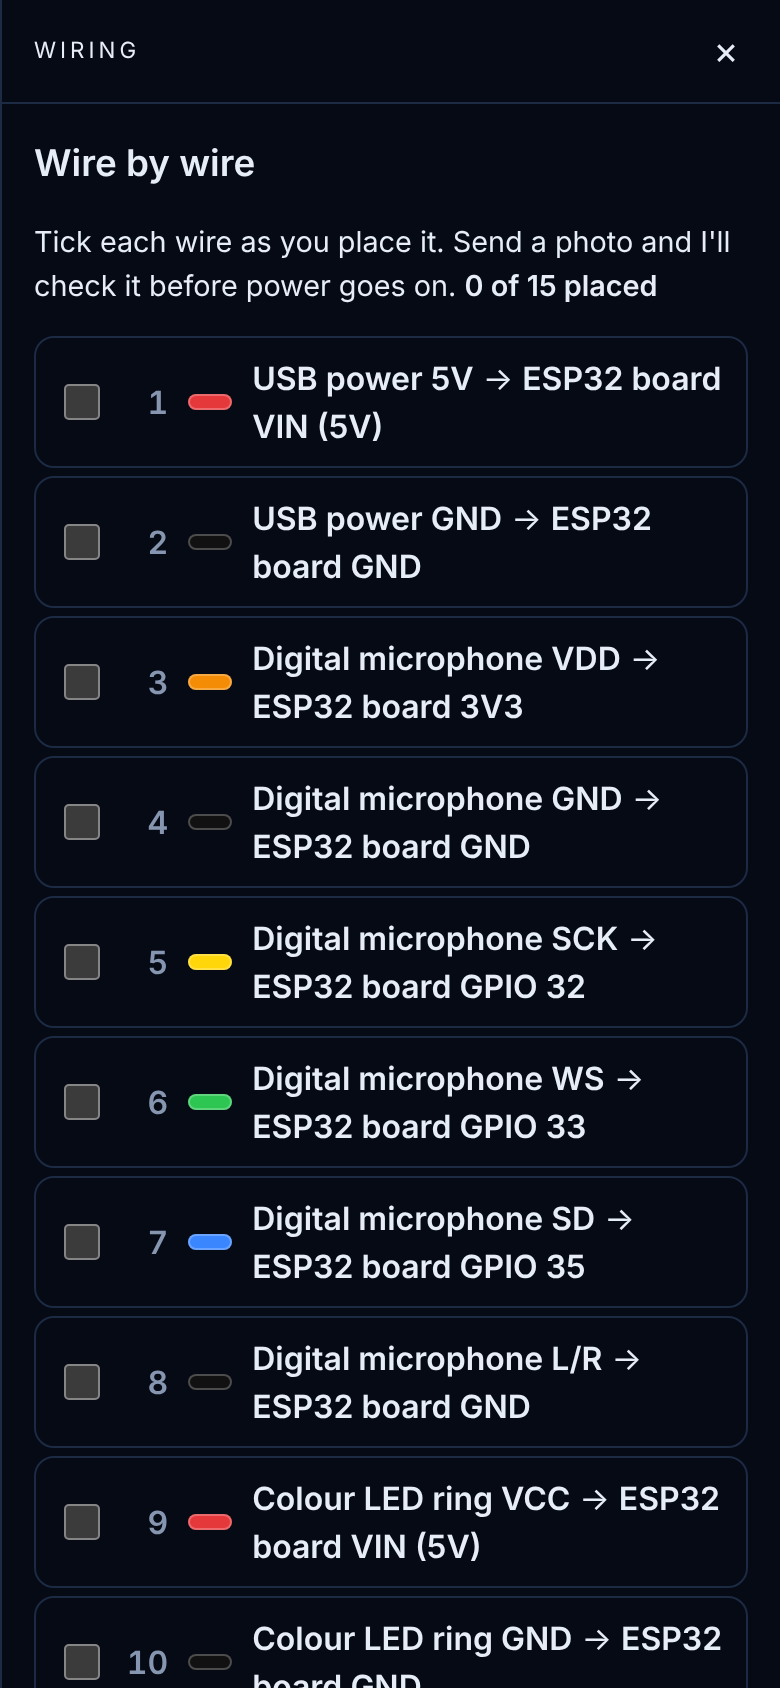 WIRING
×
Wire by wire
Tick each wire as you place it. Send a photo and I'll
check it before power goes on. 0 of 15 placed
1 USB power 5V → ESP32 board
VIN (5V)
2 USB power GND → ESP32
board GND
3 Digital microphone VDD →
ESP32 board 3V3
4 Digital microphone GND →
ESP32 board GND
5 Digital microphone SCK →
ESP32 board GPIO 32
6 Digital microphone WS →
ESP32 board GPIO 33
7 Digital microphone SD →
ESP32 board GPIO 35
8 Digital microphone L/R →
ESP32 board GND
9 Colour LED ring VCC → ESP32
board VIN (5V)
10 Colour LED ring GND → ESP32
board GND